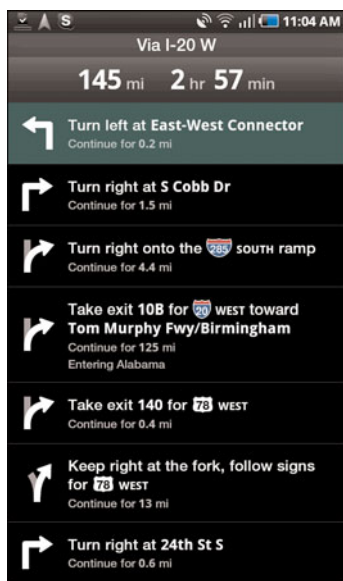 S 11:04 AM
Via I-20 W
145 mi 2 hr 57 min
Turn left at East-West Connector
Continue for 0.2 mi
Turn right at S Cobb Dr
Continue for 1.5 mi
Turn right onto the 285 SOUTH ramp
Continue for 4.4 mi
Take exit 10B for 20 WEST toward
Tom Murphy Fwy/Birmingham
Continue for 125 mi
Entering Alabama
Take exit 140 for 78 WEST
Continue for 0.4 mi
Keep right at the fork, follow signs
for 78 WEST
Continue for 13 mi
Turn right at 24th St S
Continue for 0.6 mi